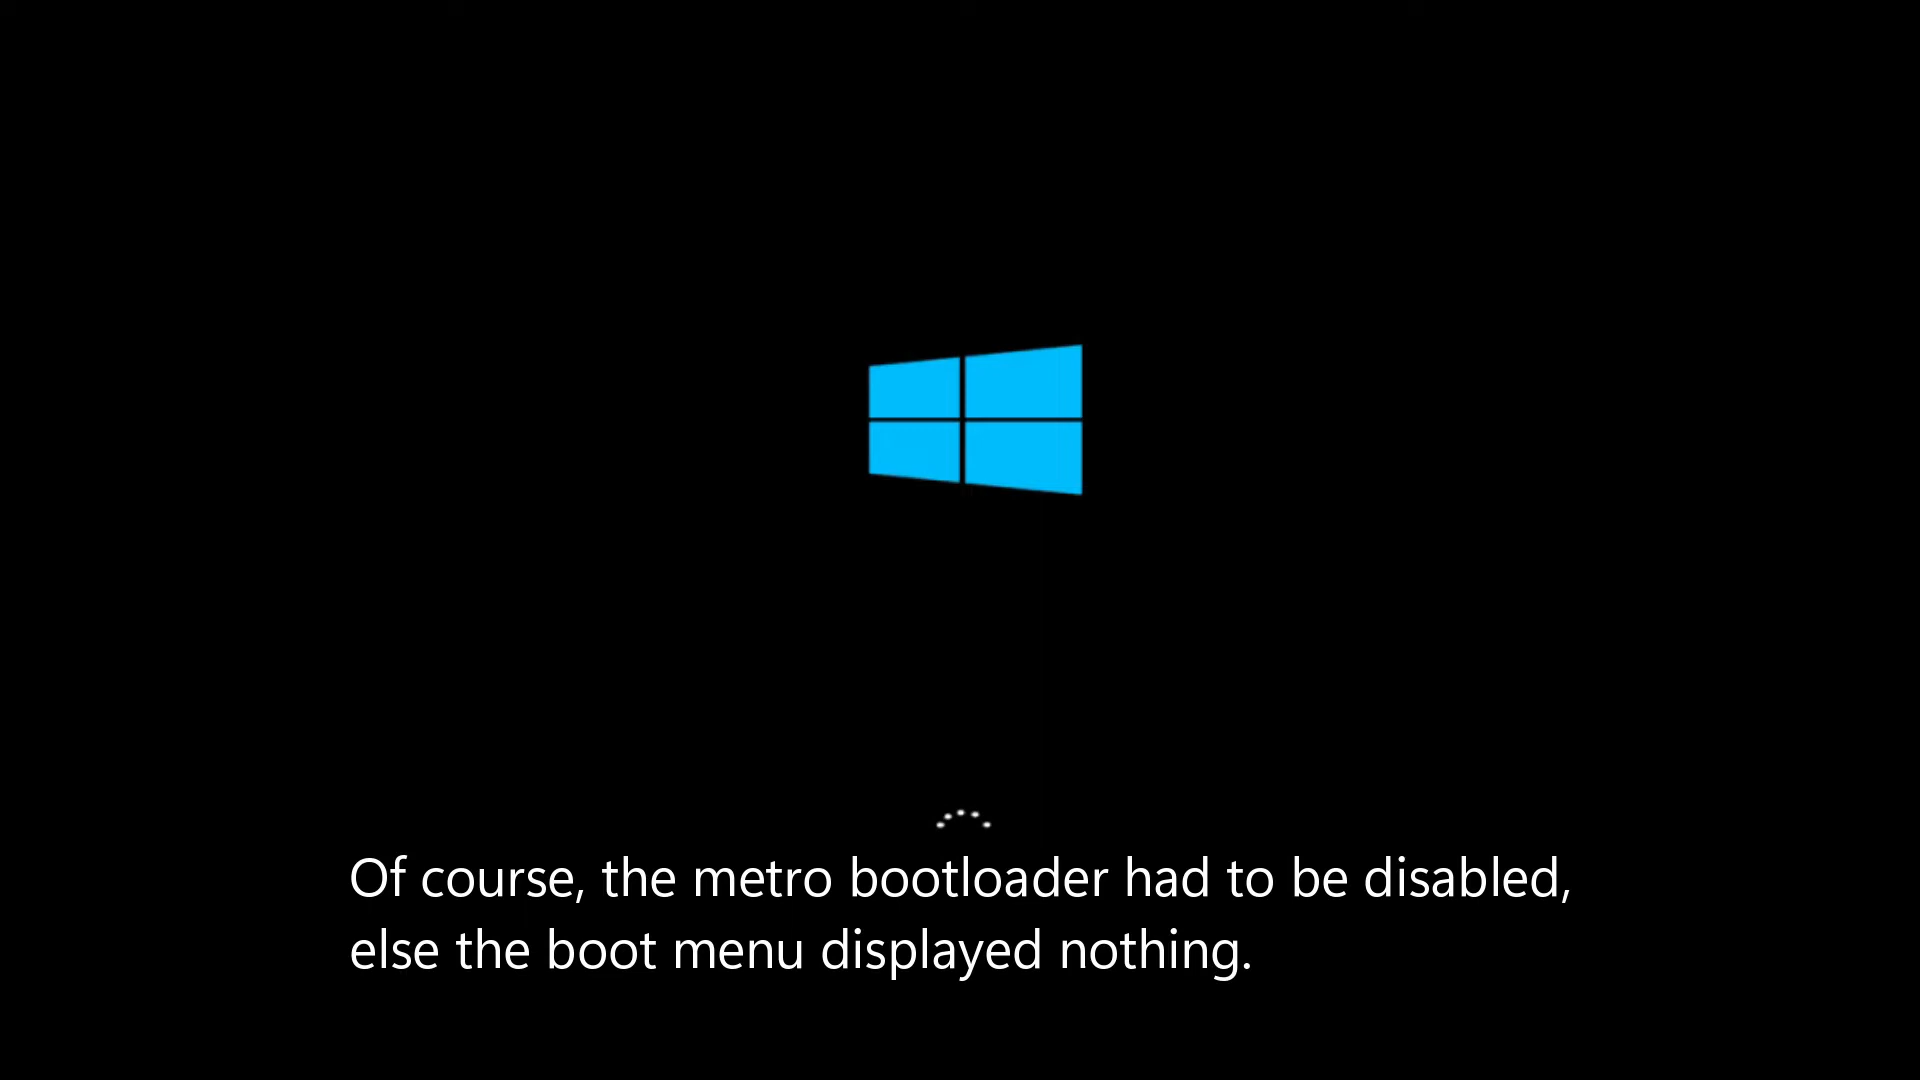 Of course, the metro bootloader had to be disabled,
else the boot menu displayed nothing.